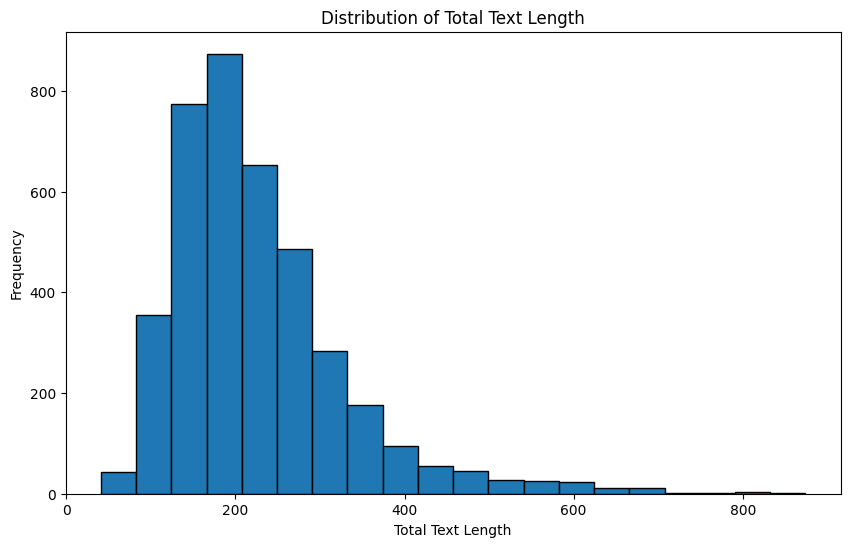 Distribution of Total Text Length
Frequency
800
600
400
200
0
0 200 400 600 800
Total Text Length